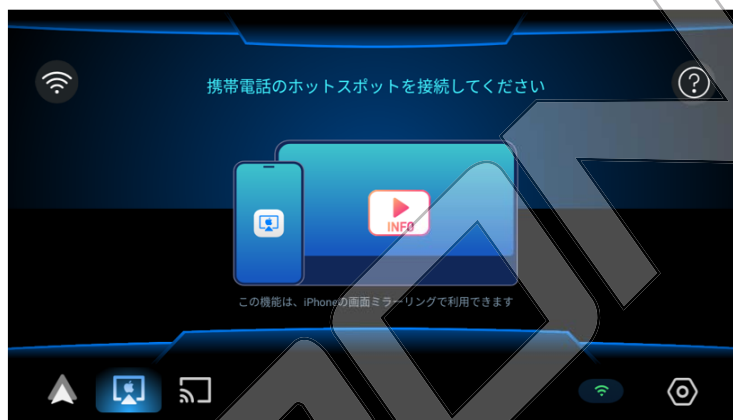 携帯電話のホットスポットを接続してください
INFO
この機能は、iPhoneの画面ミラーリングで利用できます